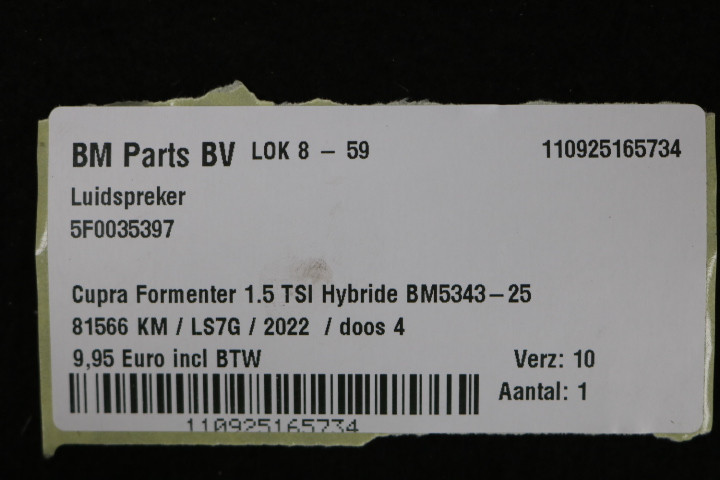 BM Parts BV LOK 8 - 59 110925165734
Luidspreker
5F0035397
Cupra Formenter 1.5 TSI Hybride BM5343-25
81566 KM / LS7G / 2022 / doos 4
9,95 Euro incl BTW Verz: 10
Aantal: 1
110925165734